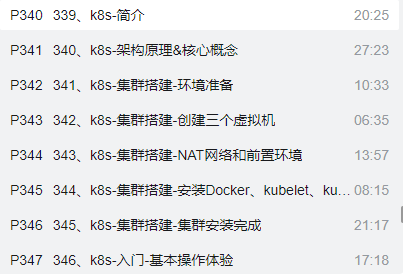 P340 339、k8s-简介 20:25
P341 340、k8s-架构原理&核心概念 27:23
P342 341、k8s-集群搭建-环境准备 10:33
P343 342、k8s-集群搭建-创建三个虚拟机 06:35
P344 343、k8s-集群搭建-NAT网络和前置环境 13:57
P345 344、k8s-集群搭建-安装Docker、kubelet、ku... 08:15
P346 345、k8s-集群搭建-集群安装完成 21:17
P347 346、k8s-入门-基本操作体验 17:18